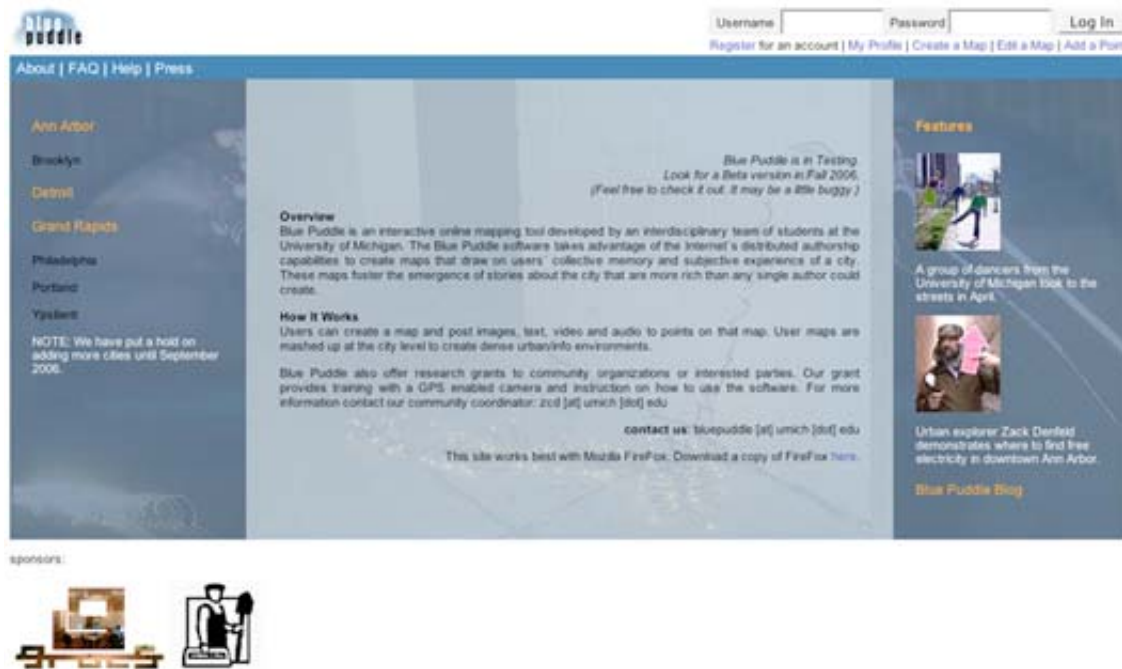 blue
puddle
Username Password Log In
Register for an account | My Profile | Create a Map | Edit a Map | Add a Point
About | FAQ | Help | Press
Ann Arbor
Brooklyn
Detroit
Grand Rapids
Philadelphia
Portland
Ypsilanti
NOTE: We have put a hold on
adding more cities until September
2006.
Blue Puddle is in Testing.
Look for a Beta version in Fall 2006.
(Feel free to check it out. It may be a little buggy.)
Overview
Blue Puddle is an interactive online mapping tool developed by an interdisciplinary team of students at the
University of Michigan. The Blue Puddle software takes advantage of the Internet's distributed authorship
capabilities to create maps that draw on users' collective memory and subjective experience of a city.
These maps foster the emergence of stories about the city that are more rich than any single author could
create.
How It Works
Users can create a map and post images, text, video and audio to points on that map. User maps are
mashed up at the city level to create dense urban/info environments.
Blue Puddle also offer research grants to community organizations or interested parties. Our grant
provides training with a GPS enabled camera and instruction on how to use the software. For more
information contact our community coordinator: zcd [at] umich [dot] edu
contact us: bluepuddle [at] umich [dot] edu
This site works best with Mozilla FireFox. Download a copy of FireFox here.
Features
A group of dancers from the
University of Michigan took to the
streets in April.
Urban explorer Zack Denfeld
demonstrates where to find free
electricity in downtown Ann Arbor.
Blue Puddle Blog
sponsors:
grocs